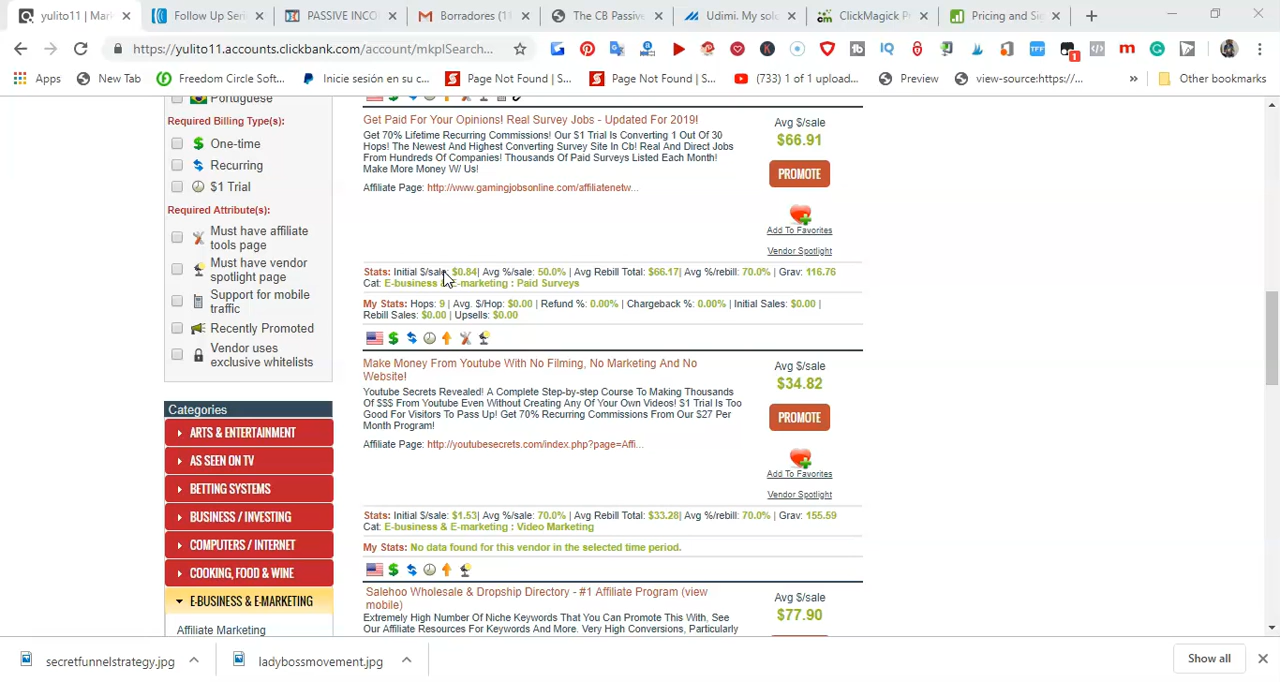 yulito11 | Mar
Follow Up Seri
PASSIVE INCO
Borradores (1
The CB Passive
Udimi. My sol
ClickMagick P
Pricing and Si
https://yulito11.accounts.clickbank.com/account/mkplSearch...
Apps
New Tab
Freedom Circle Soft...
Inicie sesión en su c...
Page Not Found | S...
Page Not Found | S...
(733) 1 of 1 upload...
Preview
view-source:https:/...
»
Other bookmarks
Portuguese
Required Billing Type(s):
One-time
Recurring
$1 Trial
Required Attribute(s):
Must have affiliate
tools page
Must have vendor
spotlight page
Support for mobile
traffic
Recently Promoted
Vendor uses
exclusive whitelists
Categories
ARTS & ENTERTAINMENT
AS SEEN ON TV
BETTING SYSTEMS
BUSINESS / INVESTING
COMPUTERS / INTERNET
COOKING, FOOD & WINE
E-BUSINESS & E-MARKETING
Affiliate Marketing
Get Paid For Your Opinions! Real Survey Jobs - Updated For 2019!
Get 70% Lifetime Recurring Commissions! Our $1 Trial Is Converting 1 Out Of 30
Hops! The Newest And Highest Converting Survey Site In Cb! Real And Direct Jobs
From Hundreds Of Companies! Thousands Of Paid Surveys Listed Each Month!
Make More Money W/ Us!
Affiliate Page: http://www.gamingjobsonline.com/affiliatenetw...
Avg $/sale
$66.91
PROMOTE
Add To Favorites
Vendor Spotlight
Stats: Initial $/sale: $0.84| Avg %/sale: 50.0% | Avg Rebill Total: $66.17| Avg %/rebill: 70.0% | Grav: 116.76
Cat: E-business & E-marketing : Paid Surveys
My Stats: Hops: 9 | Avg. $/Hop: $0.00 | Refund %: 0.00% | Chargeback %: 0.00% | Initial Sales: $0.00 |
Rebill Sales: $0.00 | Upsells: $0.00
Make Money From Youtube With No Filming, No Marketing And No
Website!
Youtube Secrets Revealed! A Complete Step-by-step Course To Making Thousands
Of $$$ From Youtube Even Without Creating Any Of Your Own Videos! $1 Trial Is Too
Good For Visitors To Pass Up! Get 70% Recurring Commissions From Our $27 Per
Month Program!
Affiliate Page: http://youtubesecrets.com/index.php?page=Affi...
Avg $/sale
$34.82
PROMOTE
Add To Favorites
Vendor Spotlight
Stats: Initial $/sale: $1.53| Avg %/sale: 70.0% | Avg Rebill Total: $33.28| Avg %/rebill: 70.0% | Grav: 155.59
Cat: E-business & E-marketing : Video Marketing
My Stats: No data found for this vendor in the selected time period.
Salehoo Wholesale & Dropship Directory - #1 Affiliate Program (view
mobile)
Extremely High Number Of Niche Keywords That You Can Promote This With, See
Our Affiliate Resources For Keywords And More. Very High Conversions, Particularly
Avg $/sale
$77.90
secretfunnelstrategy.jpg
ladybossmovement.jpg
Show all